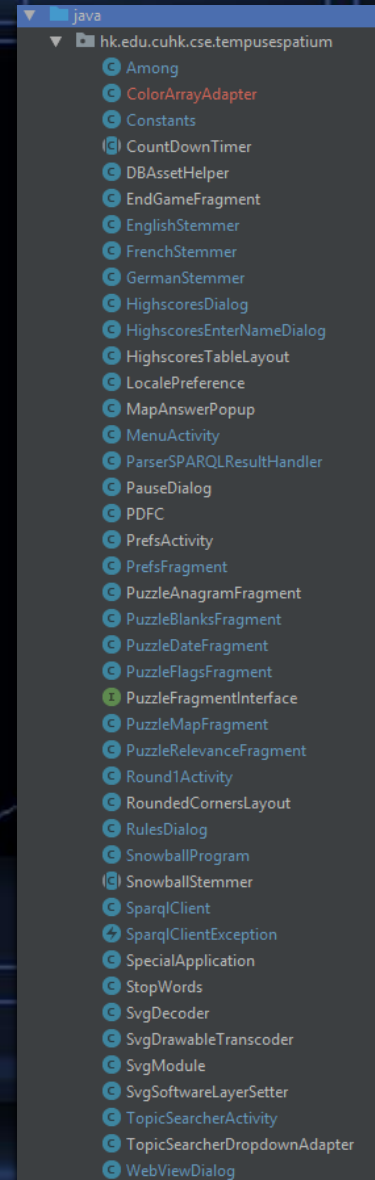 java
hk.edu.cuhk.cse.tempusespatium
C Among
C ColorArrayAdapter
C Constants
C CountDownTimer
C DBAssetHelper
C EndGameFragment
C EnglishStemmer
C FrenchStemmer
C GermanStemmer
C HighscoresDialog
C HighscoresEnterNameDialog
C HighscoresTableLayout
C LocalePreference
C MapAnswerPopup
C MenuActivity
C ParserSPARQLResultHandler
C PauseDialog
C PDFC
C PrefsActivity
C PrefsFragment
C PuzzleAnagramFragment
C PuzzleBlanksFragment
C PuzzleDateFragment
C PuzzleFlagsFragment
I PuzzleFragmentInterface
C PuzzleMapFragment
C PuzzleRelevanceFragment
C Round1Activity
C RoundedCornersLayout
C RulesDialog
C SnowballProgram
C SnowballStemmer
C SparqlClient
SparqlClientException
C SpecialApplication
C StopWords
C SvgDecoder
C SvgDrawableTranscoder
C SvgModule
C SvgSoftwareLayerSetter
C TopicSearcherActivity
C TopicSearcherDropdownAdapter
C WebViewDialog